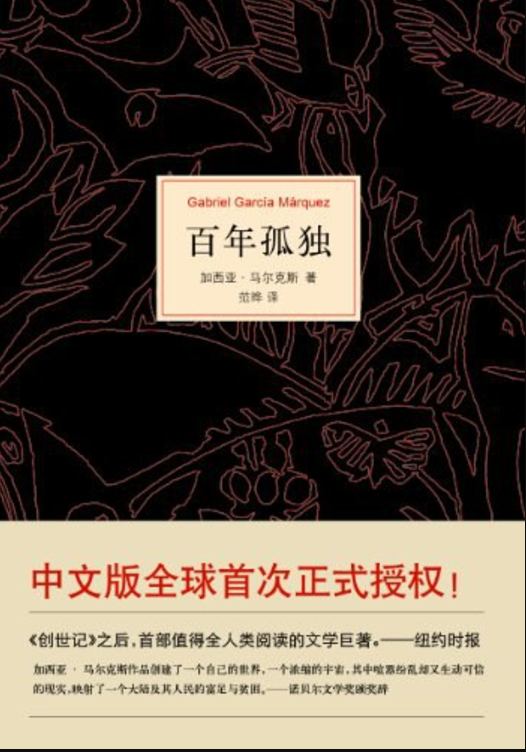 Gabriel García Márquez
百年孤独
加西亚·马尔克斯 著
范晔 译
中文版全球首次正式授权!
《创世记》之后,首部值得全人类阅读的文学巨著。——纽约时报
加西亚 · 马尔克斯作品创建了一个自己的世界,一个浓缩的宇宙,其中喧嚣纷乱却又生动可信
的现实,映射了一个大陆及其人民的富足与贫困。——诺贝尔文学奖颁奖辞